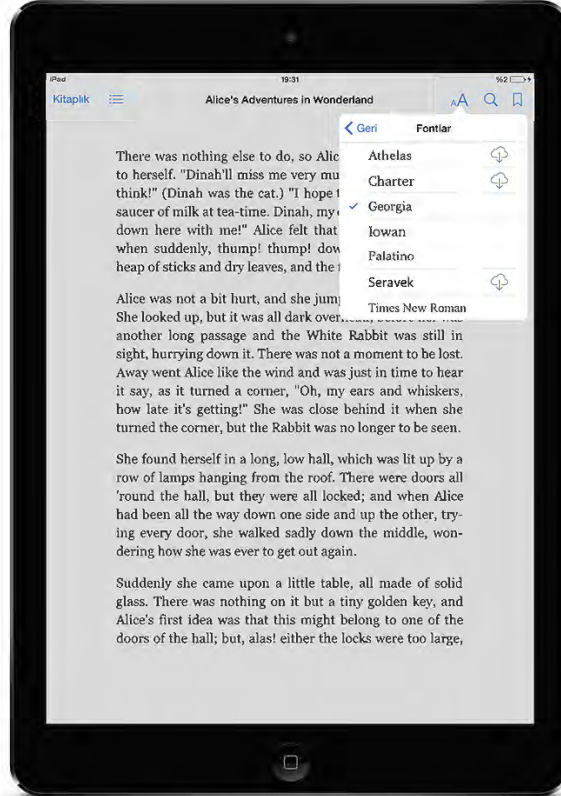 iPad
19:31
%2
Kitaplık
Alice's Adventures in Wonderland
AA
Geri
Fontlar
Athelas
Charter
Georgia
Iowan
Palatino
Seravek
Times New Roman
There was nothing else to do, so Alic
to herself. "Dinah'll miss me very mu
think!" (Dinah was the cat.) "I hope
saucer of milk at tea-time. Dinah, my
down here with me!" Alice felt that
when suddenly, thump! thump! dow
heap of sticks and dry leaves, and the
Alice was not a bit hurt, and she jump
She looked up, but it was all dark
another long passage and the White Rabbit was still in
sight, hurrying down it. There was not a moment to be lost.
Away went Alice like the wind and was just in time to hear
it say, as it turned a corner, "Oh, my ears and whiskers,
how late it's getting!" She was close behind it when she
turned the corner, but the Rabbit was no longer to be seen.
She found herself in a long, low hall, which was lit up by a
row of lamps hanging from the roof. There were doors all
'round the hall, but they were all locked; and when Alice
had been all the way down one side and up the other, try-
ing every door, she walked sadly down the middle, won-
dering how she was ever to get out again.
Suddenly she came upon a little table, all made of solid
glass. There was nothing on it but a tiny golden key, and
Alice's first idea was that this might belong to one of the
doors of the hall; but, alas! either the locks were too large,